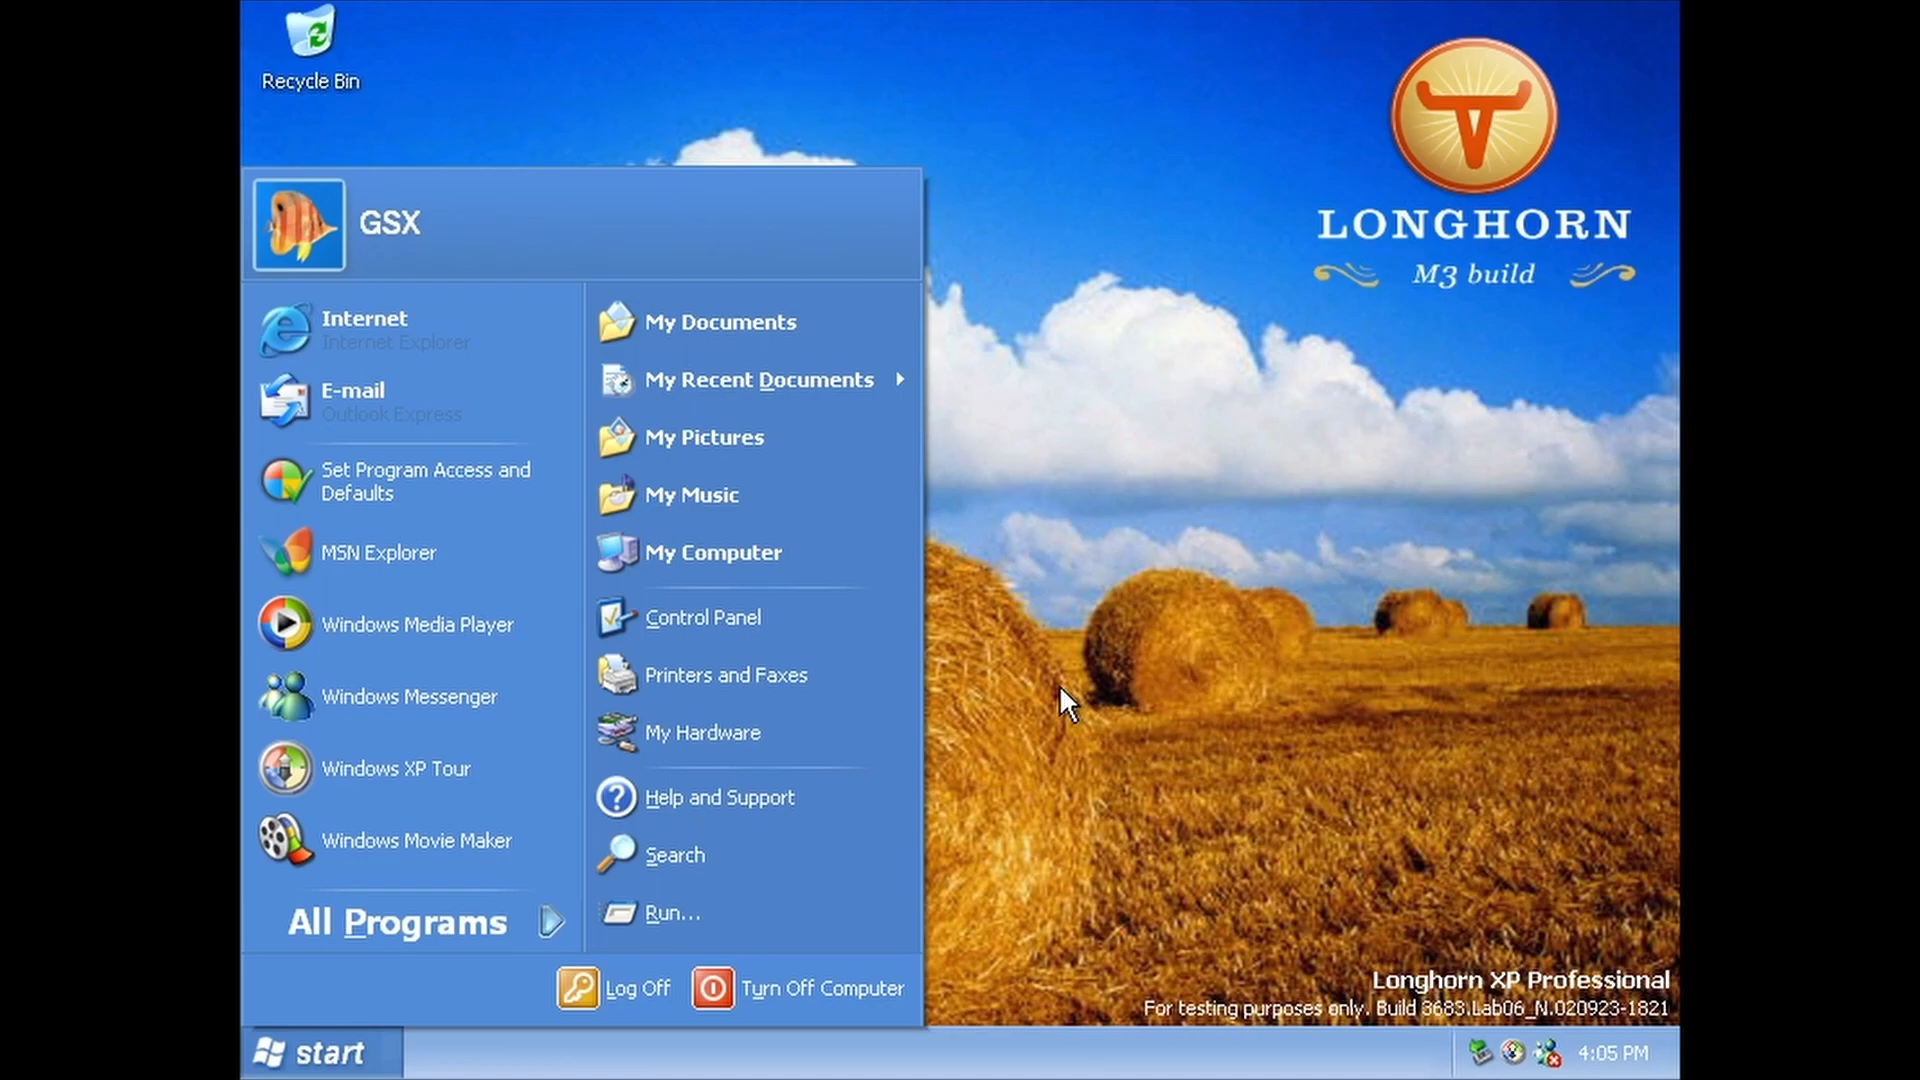 Recycle Bin
LONGHORN
M3 build
GSX
Internet
Internet Explorer
E-mail
Outlook Express
Set Program Access and
Defaults
MSN Explorer
Windows Media Player
Windows Messenger
Windows XP Tour
Windows Movie Maker
All Programs
My Documents
My Recent Documents
My Pictures
My Music
My Computer
Control Panel
Printers and Faxes
My Hardware
Help and Support
Search
Run...
Log Off
Turn Off Computer
Longhorn XP Professional
For testing purposes only. Build 3683.Lab06_N.020923-1821
start
4:05 PM